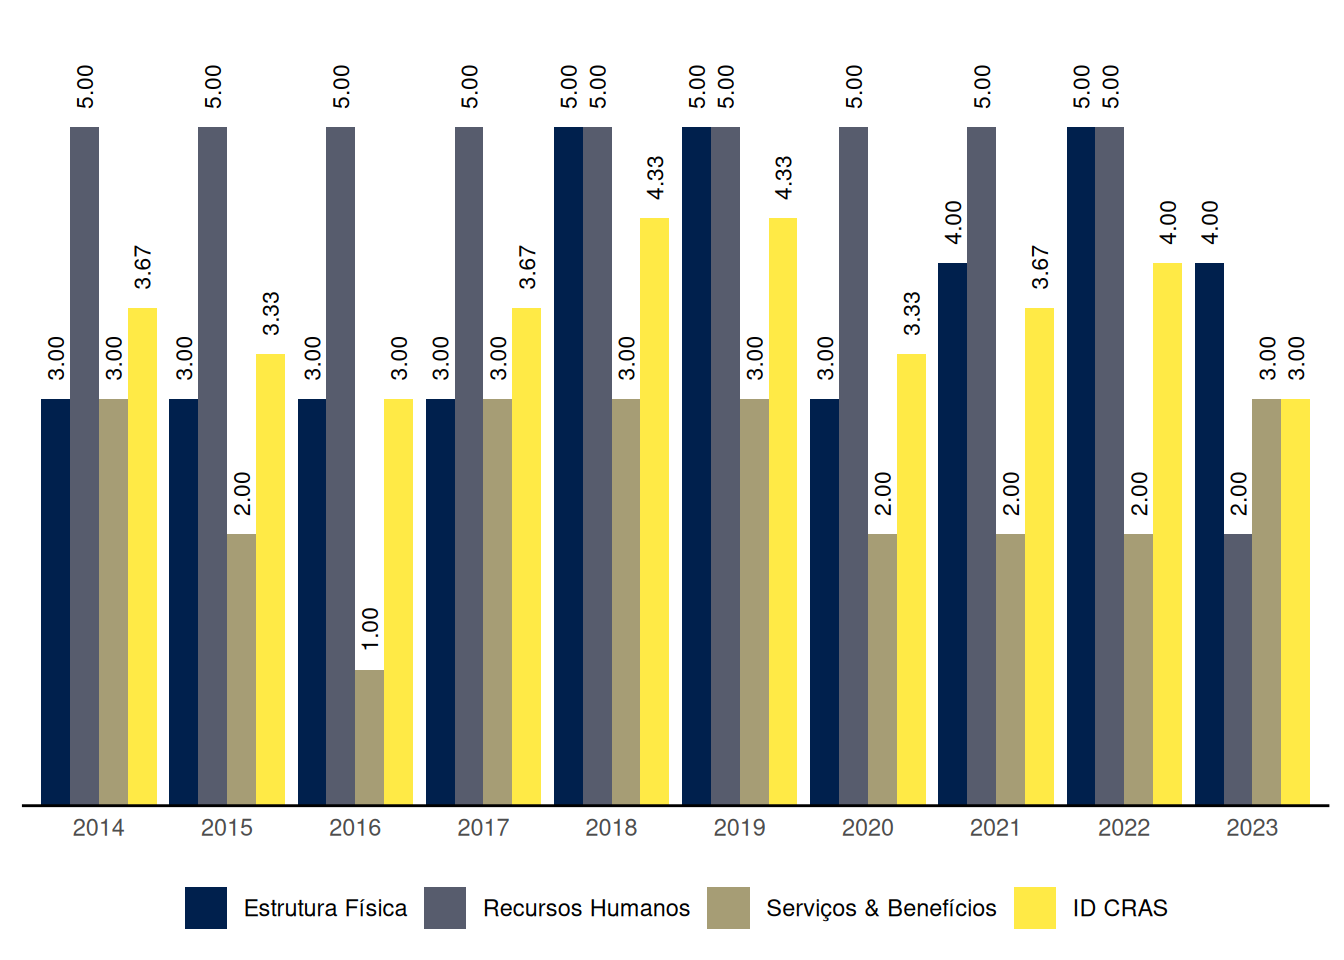 5.00 5.00 5.00 5.00 5.00 5.00 5.00 5.00 5.00 5.00 5.00 5.00
4.33 4.33
4.00 4.00 4.00
3.67 3.67 3.67
3.33 3.33
3.00 3.00 3.00 3.00 3.00 3.00 3.00 3.00 3.00 3.00 3.00 3.00
2.00 2.00 2.00 2.00 2.00
1.00
2014 2015 2016 2017 2018 2019 2020 2021 2022 2023
Estrutura Física Recursos Humanos Serviços & Benefícios ID CRAS